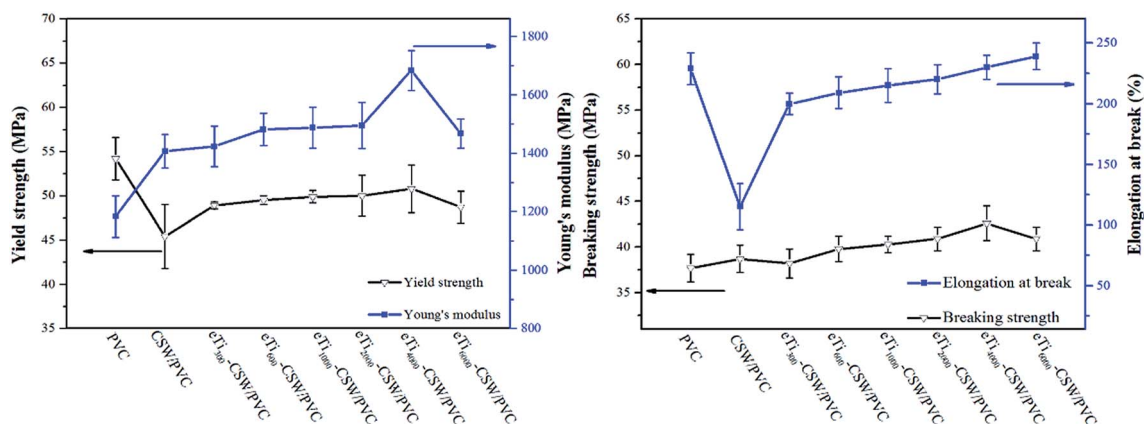 70
65
60
55
50
45
40
35
Yield strength (MPa)
1800
1600
1400
1200
1000
800
Young's modulus (MPa)
Yield strength
Young's modulus
PVC
CSW/PVC
eTi300-CSW/PVC
eTi600-CSW/PVC
eTi1000-CSW/PVC
eTi2000-CSW/PVC
eTi4000-CSW/PVC
eTi6000-CSW/PVC
65
60
55
50
45
40
35
Breaking strength (MPa)
250
200
150
100
50
Elongation at break (%)
Elongation at break
Breaking strength
PVC
CSW/PVC
eTi300-CSW/PVC
eTi600-CSW/PVC
eTi1000-CSW/PVC
eTi2000-CSW/PVC
eTi4000-CSW/PVC
eTi6000-CSW/PVC